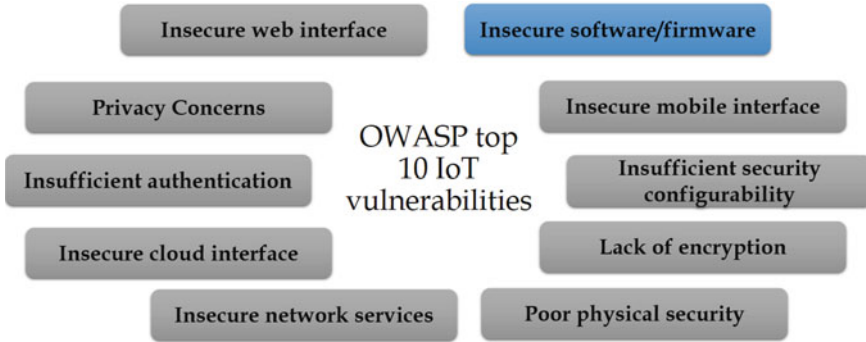 Insecure web interface
Insecure software/firmware
Privacy Concerns
Insecure mobile interface
OWASP top
10 IoT
vulnerabilities
Insufficient authentication
Insufficient security
configurability
Insecure cloud interface
Lack of encryption
Insecure network services
Poor physical security